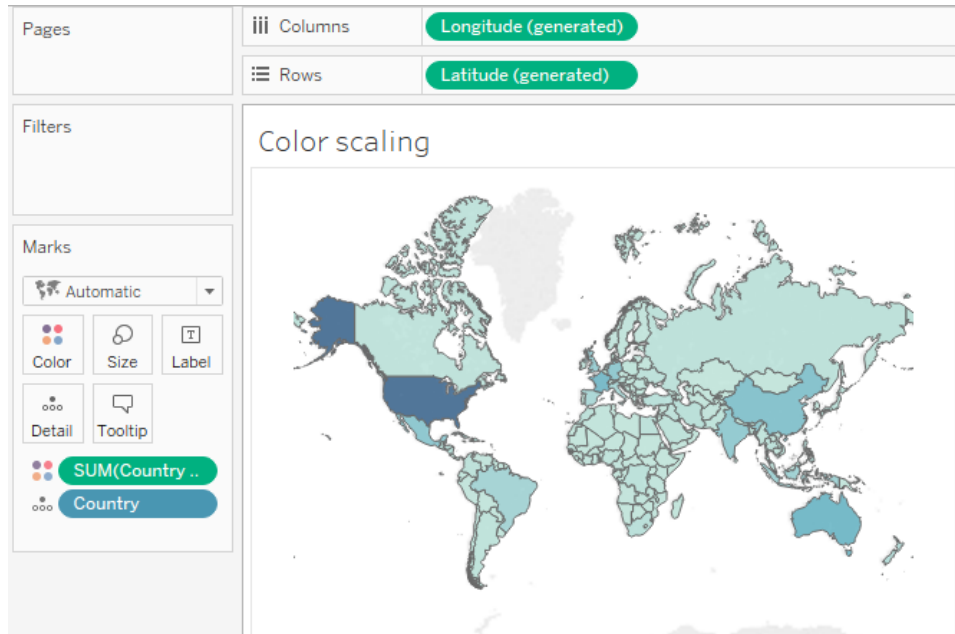 Pages
Columns
Longitude (generated)
Rows
Latitude (generated)
Filters
Color scaling
Marks
Automatic
Color
Size
T
Label
Detail
Tooltip
SUM(Country ..
Country